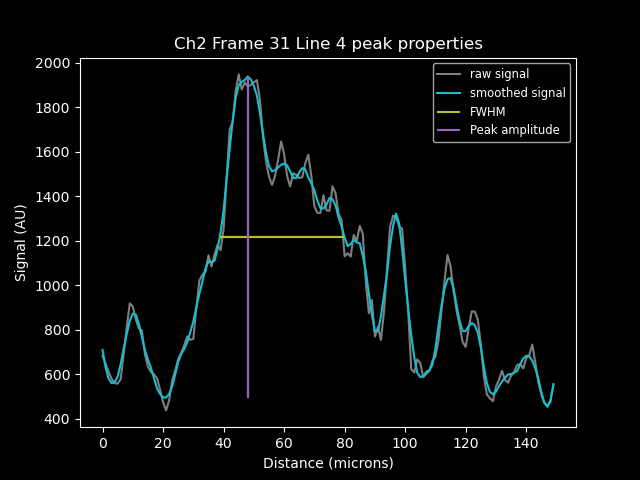 Ch2 Frame 31 Line 4 peak properties
raw signal
smoothed signal
FWHM
Peak amplitude
Signal (AU)
2000
1800
1600
1400
1200
1000
800
600
400
0 20 40 60 80 100 120 140
Distance (microns)